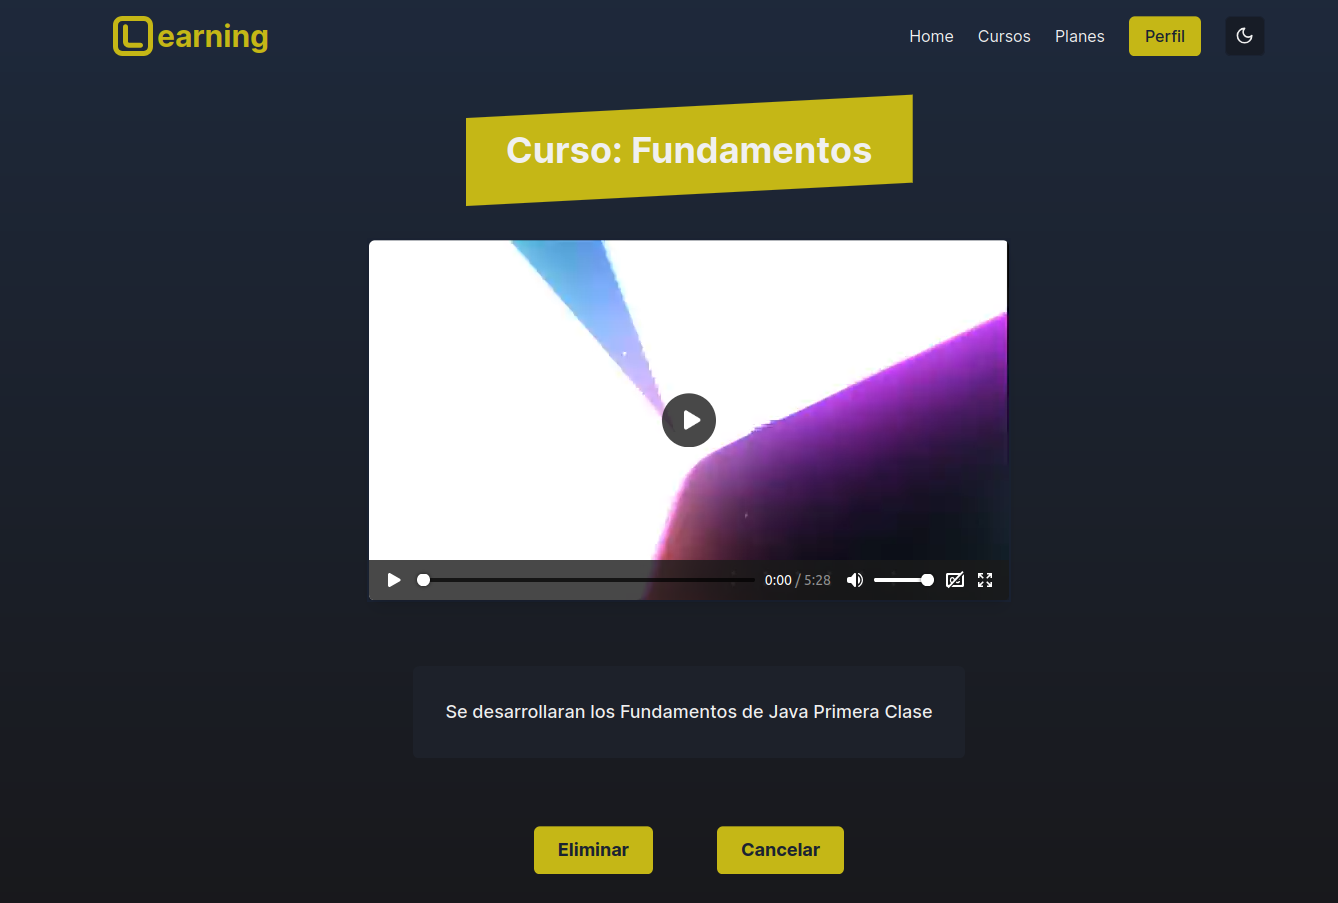 Learning
Home Cursos Planes Perfil
Curso: Fundamentos
0:00 / 5:28
Se desarrollaran los Fundamentos de Java Primera Clase
Eliminar Cancelar